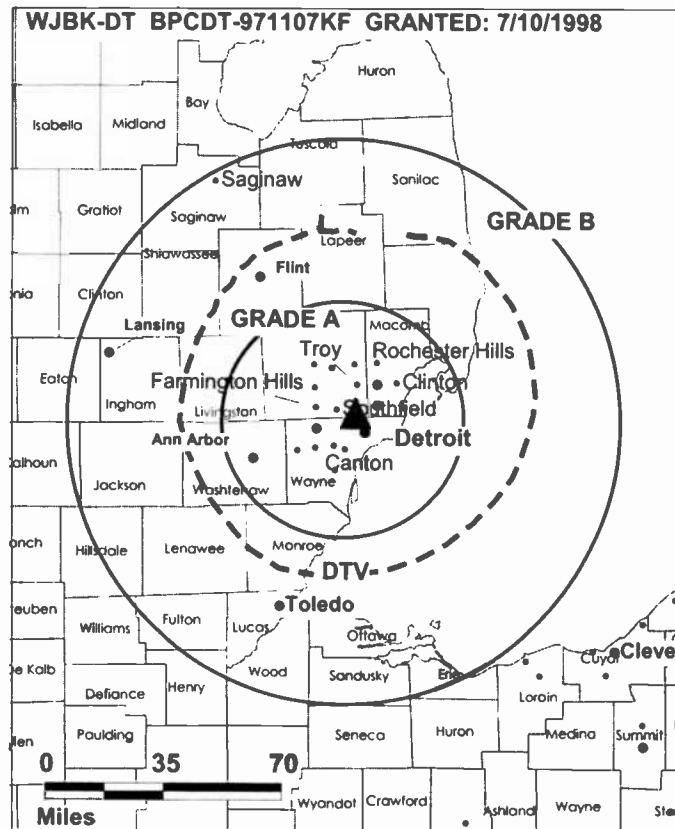 WJBK-DT BPCDT-971107KF GRANTED: 7/10/1998
Huron
Bay
Isabella
Midland
Tuscola
Saginaw
Sanilac
Gratiot
Saginaw
GRADE B
Lapeer
Shiawassee
Flint
Clinton
GRADE A
Lansing
Macomb
Troy
Rochester Hills
Eaton
Farmington Hills
Clinton
Ingham
Livingston
Southfield
Ann Arbor
Detroit
Canton
Jackson
Wayne
Washtenaw
Hillsdale
Lenawee
Monroe
DTV
Toledo
Fulton
Lucas
Williams
Ottawa
Cuya
Cleve
Wood
Sandusky
Erie
Henry
Defiance
Lorain
Paulding
Seneca
Huron
Medina
Summit
0 35 70
Miles
Wyandot
Crawford
Ashland
Wayne